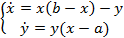 ẋ = x(b − x) − y
ẏ = y(x − a)